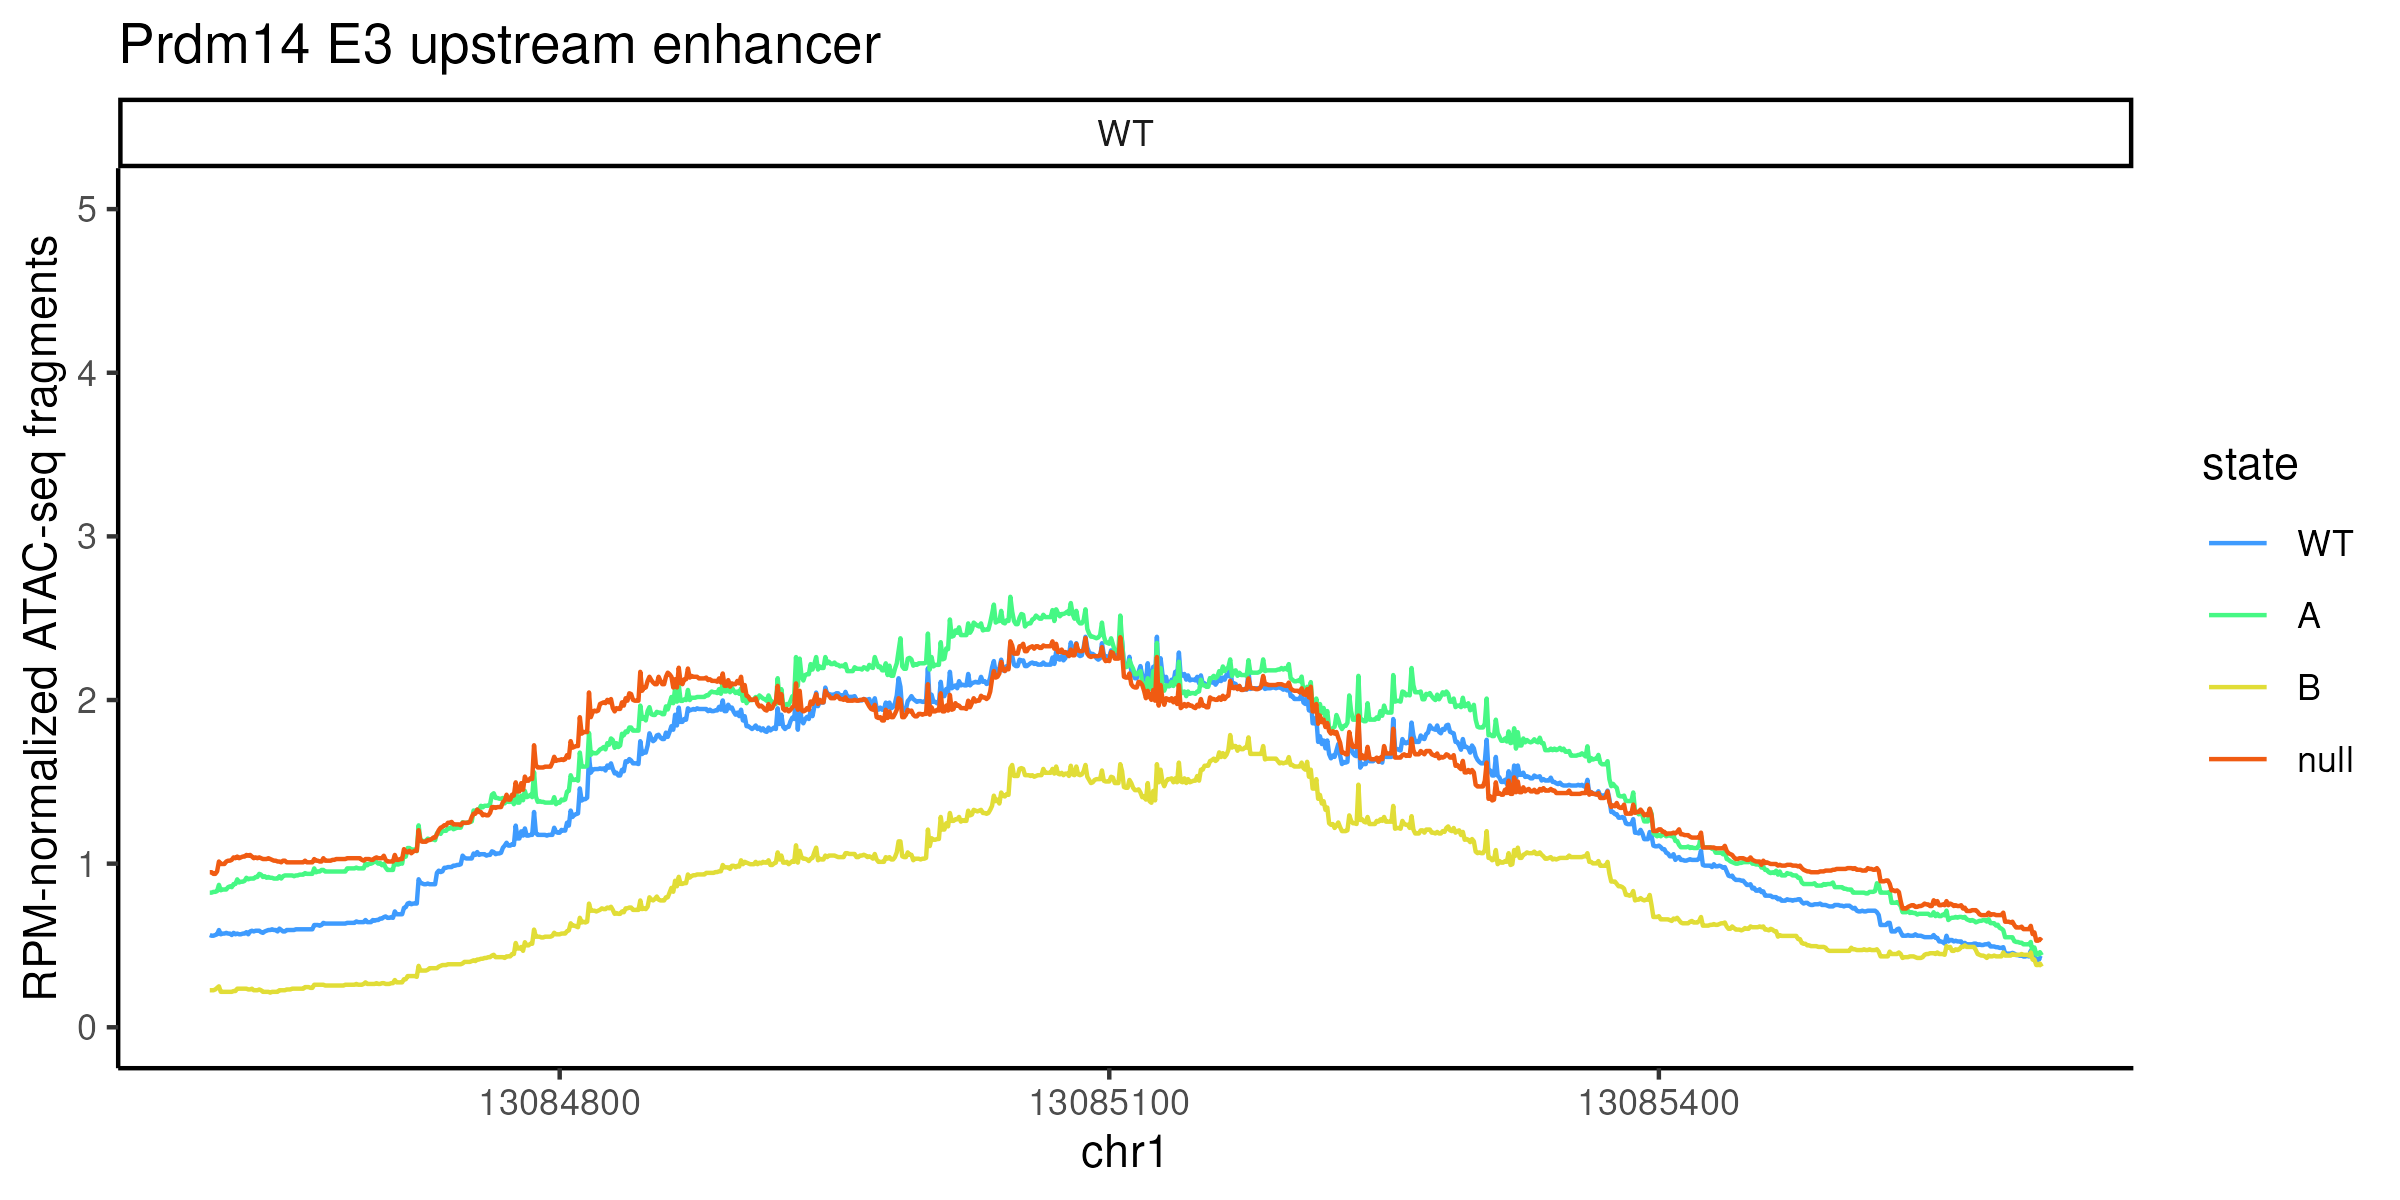 Prdm14 E3 upstream enhancer
WT
RPM-normalized ATAC-seq fragments
5
4
3
2
1
0
13084800
13085100
13085400
chr1
state
WT
A
B
null